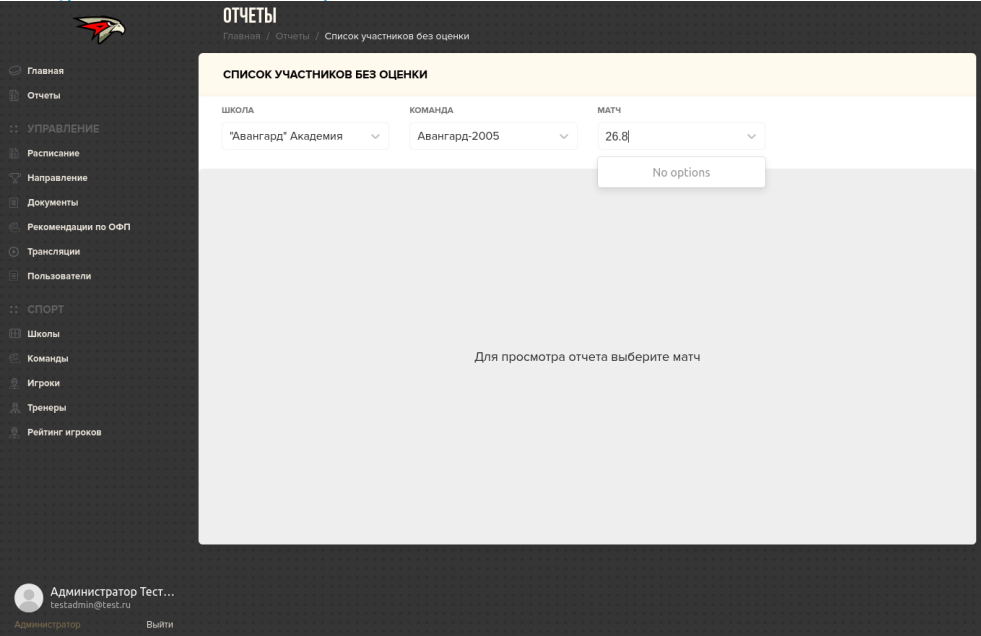 ОТЧЕТЫ
Главная / Отчеты / Список участников без оценки
Главная
Отчеты
УПРАВЛЕНИЕ
Расписание
Направление
Документы
Рекомендации по ОФП
Трансляции
Пользователи
СПОРТ
Школы
Команды
Игроки
Тренеры
Рейтинг игроков
Администратор Тест...
testadmin@test.ru
Администратор
Выйти
СПИСОК УЧАСТНИКОВ БЕЗ ОЦЕНКИ
ШКОЛА
КОМАНДА
МАТЧ
"Авангард" Академия
Авангард-2005
26.8
No options
Для просмотра отчета выберите матч